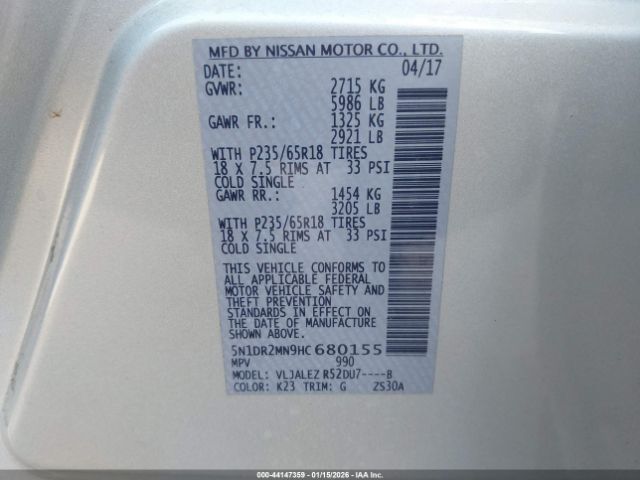 MFD BY NISSAN MOTOR CO., LTD.
DATE: 04/17
GVWR: 2715 KG
5986 LB
GAWR FR.: 1325 KG
2921 LB
WITH P235/65R18 TIRES
18 X 7.5 RIMS AT 33 PSI
COLD SINGLE
GAWR RR.: 1454 KG
3205 LB
WITH P235/65R18 TIRES
18 X 7.5 RIMS AT 33 PSI
COLD SINGLE
THIS VEHICLE CONFORMS TO
ALL APPLICABLE FEDERAL
MOTOR VEHICLE SAFETY AND
THEFT PREVENTION
STANDARDS IN EFFECT ON
THE DATE OF MANUFACTURE
SHOWN ABOVE.
5N1DR2MN9HC680155
MPV 990
MODEL: VLJALEZ R52DU7----B
COLOR: K23 TRIM: G ZS30A
000-44147359 - 01/15/2026 - IAA Inc.